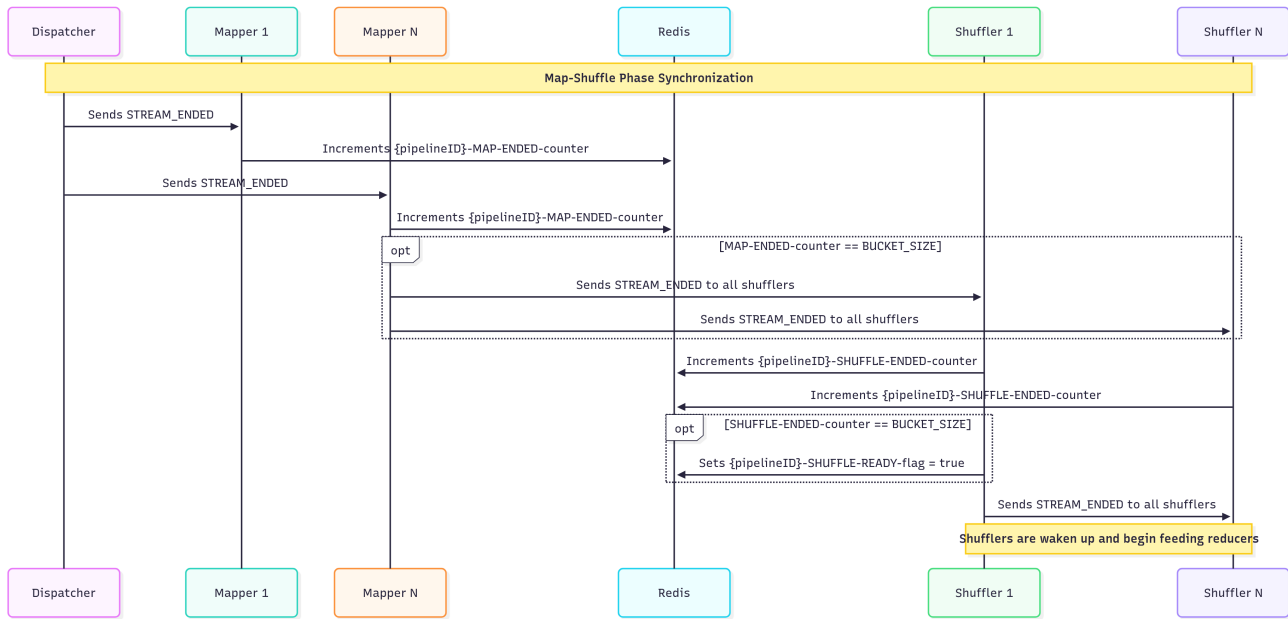 Dispatcher
Mapper 1
Mapper N
Redis
Shuffler 1
Shuffler N
Map-Shuffle Phase Synchronization
Sends STREAM_ENDED
Increments {pipelineID}-MAP-ENDED-counter
Sends STREAM_ENDED
Increments {pipelineID}-MAP-ENDED-counter
opt
[MAP-ENDED-counter == BUCKET_SIZE]
Sends STREAM_ENDED to all shufflers
Sends STREAM_ENDED to all shufflers
Increments {pipelineID}-SHUFFLE-ENDED-counter
Increments {pipelineID}-SHUFFLE-ENDED-counter
opt
[SHUFFLE-ENDED-counter == BUCKET_SIZE]
Sets {pipelineID}-SHUFFLE-READY-flag = true
Sends STREAM_ENDED to all shufflers
Shufflers are waken up and begin feeding reducers
Dispatcher
Mapper 1
Mapper N
Redis
Shuffler 1
Shuffler N